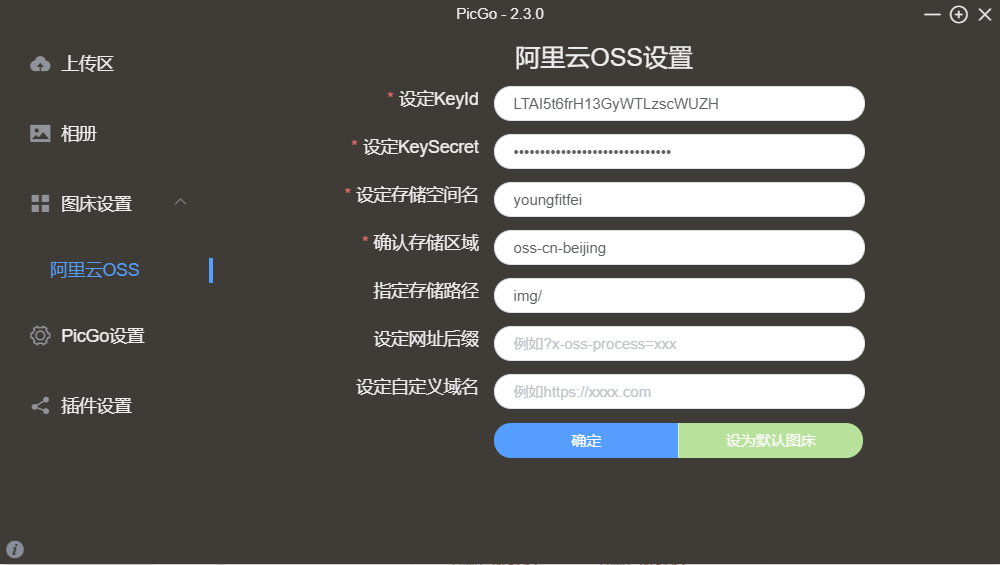 PicGo - 2.3.0
上传区
相册
图床设置
阿里云OSS
PicGo设置
插件设置
阿里云OSS设置
* 设定KeyId
LTAI5t6frH13GyWTLzscWUZH
* 设定KeySecret
••••••••••••••••••••••••••••••
* 设定存储空间名
youngfitfei
* 确认存储区域
oss-cn-beijing
指定存储路径
img/
设定网址后缀
例如?x-oss-process=xxx
设定自定义域名
例如https://xxxx.com
确定
设为默认图床